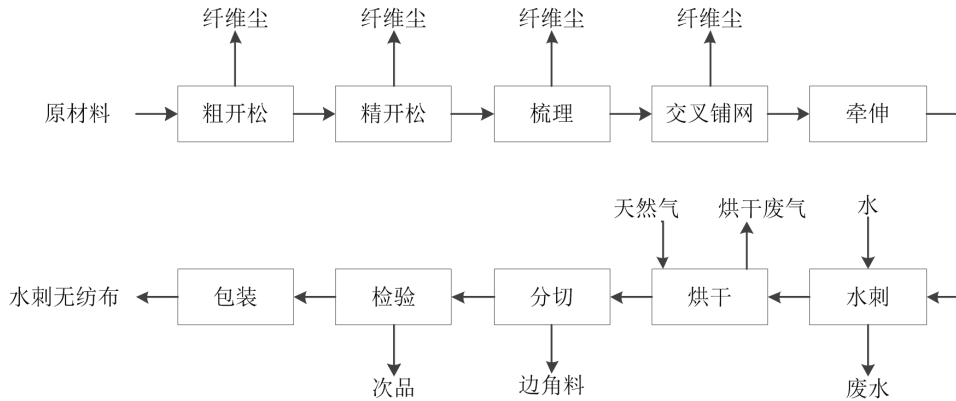 纤维尘 纤维尘 纤维尘 纤维尘
原材料 粗开松 精开松 梳理 交叉铺网 牵伸
天然气 烘干废气 水
水刺无纺布 包装 检验 分切 烘干 水刺
次品 边角料 废水